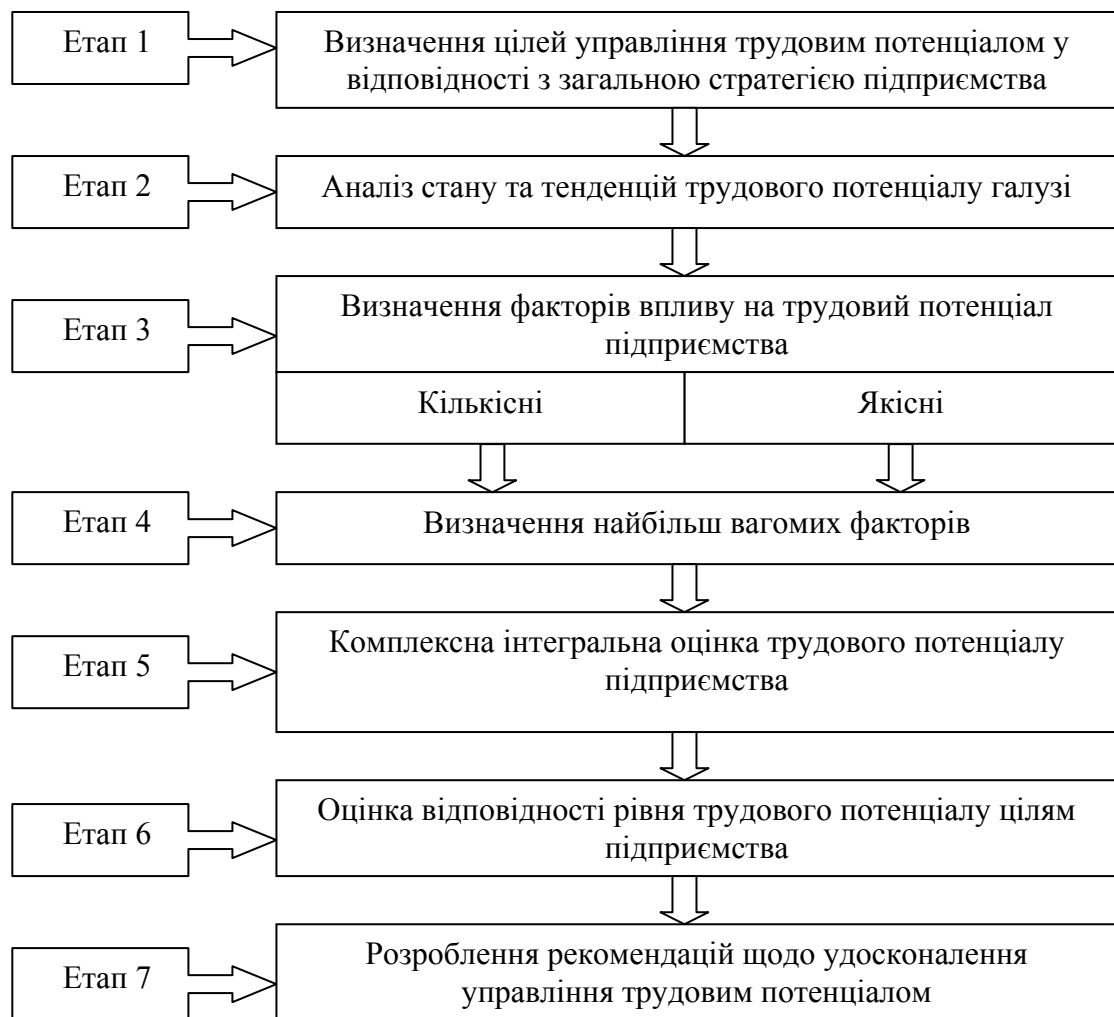 Етап 1
Визначення цілей управління трудовим потенціалом у
відповідності з загальною стратегією підприємства
Етап 2
Аналіз стану та тенденцій трудового потенціалу галузі
Етап 3
Визначення факторів впливу на трудовий потенціал
підприємства
Кількісні
Якісні
Етап 4
Визначення найбільш вагомих факторів
Етап 5
Комплексна інтегральна оцінка трудового потенціалу
підприємства
Етап 6
Оцінка відповідності рівня трудового потенціалу цілям
підприємства
Етап 7
Розроблення рекомендацій щодо удосконалення
управління трудовим потенціалом